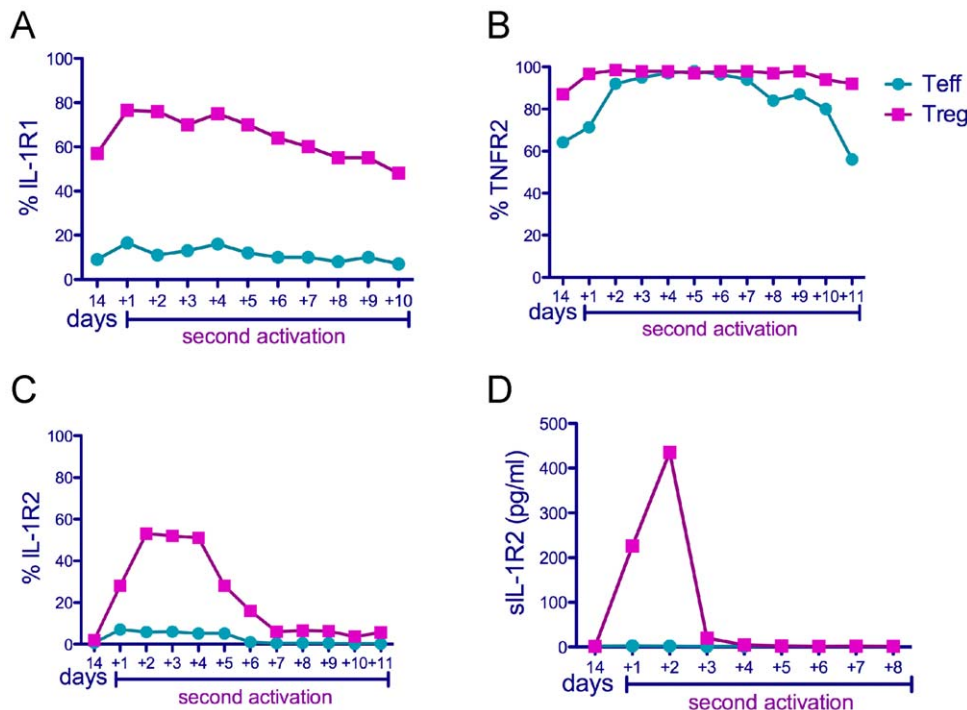 A
100
80
60
40
20
0
% IL-1R1
14 +1 +2 +3 +4 +5 +6 +7 +8 +9 +10
days
second activation
B
100
80
60
40
20
0
% TNFR2
14 +1 +2 +3 +4 +5 +6 +7 +8 +9 +10 +11
days
second activation
Teff
Treg
C
100
80
60
40
20
0
% IL-1R2
14 +1 +2 +3 +4 +5 +6 +7 +8 +9 +10 +11
days
second activation
D
500
400
300
200
100
0
sIL-1R2 (pg/ml)
14 +1 +2 +3 +4 +5 +6 +7 +8
days
second activation